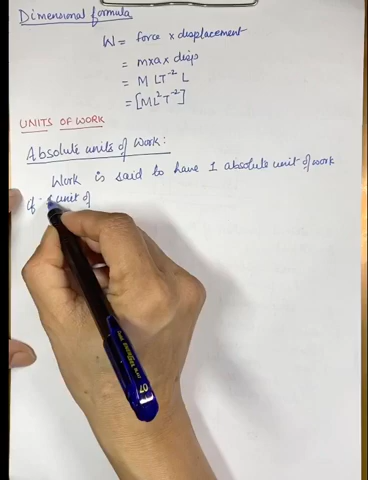 Dimensional formula
W = force x displacement
= m x a x disp
= M LT⁻² L
= [ML²T⁻²]
UNITS OF WORK
Absolute units of Work:
Work is said to have 1 absolute unit of work
if unit of
07